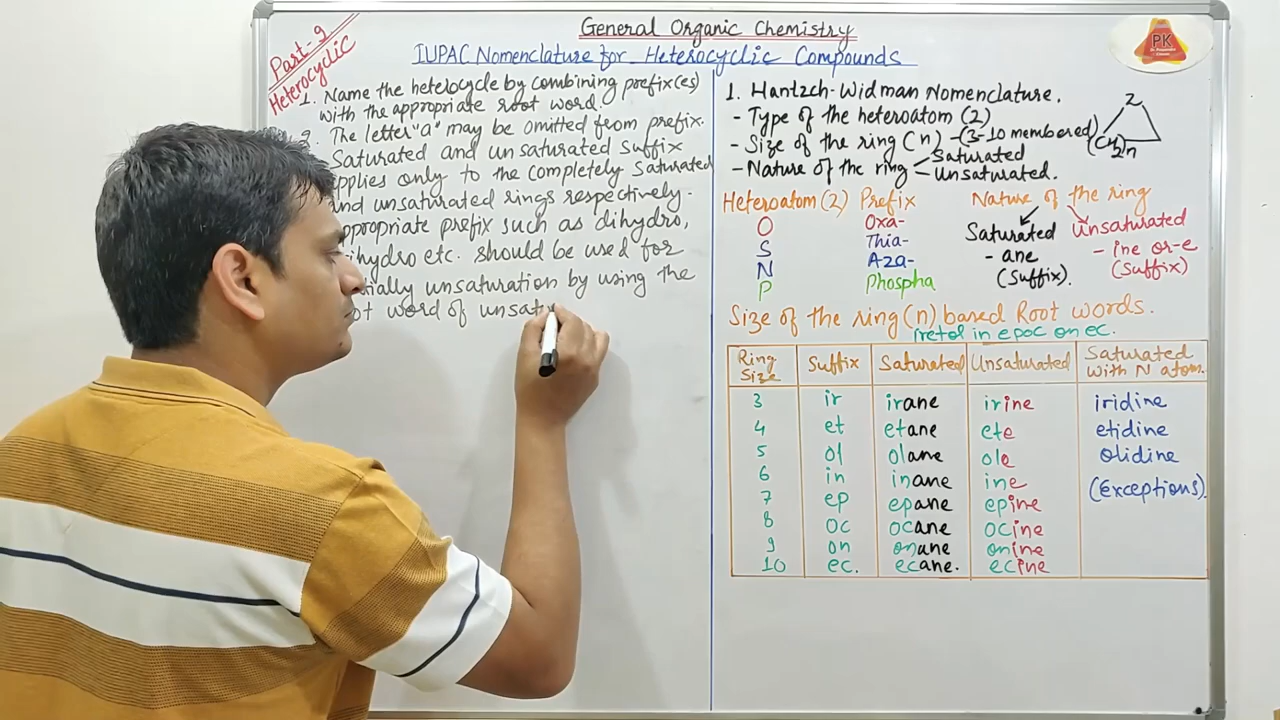 General Organic Chemistry
IUPAC Nomenclature for Heterocyclic Compounds
Part-9
Heterocyclic
PK
1. Name the heterocycle by combining prefix(es)
with the appropriate root word.
2. The letter "a" may be omitted from prefix.
Saturated and unsaturated suffix
applies only to the completely saturated
and unsaturated rings respectively.
appropriate prefix such as dihydro,
etc. should be used for
unsaturation by using the
word of unsatu
1. Hantzch-Widman Nomenclature.
- Type of the heteroatom (Z)
- Size of the ring (n) - (3-10 membered)
- Nature of the ring - Saturated
- Unsaturated.
Z
(CH2)n
Heteroatom (Z) Prefix
O Oxa-
S Thia-
N Aza-
P Phospha
Nature of the ring
Saturated
- ane
(Suffix).
Unsaturated
- ine or -e
(Suffix)
Size of the ring (n) based Root words.
iretol in epoc on ec.
Ring Size Suffix Saturated Unsaturated Saturated with N atom.
3 ir irane irine iridine
4 et etane ete etidine
5 ol olane ole olidine
6 in inane ine (exceptions).
7 ep epane epine
8 oc ocane ocine
9 on onane onine
10 ec. ecane. ecine